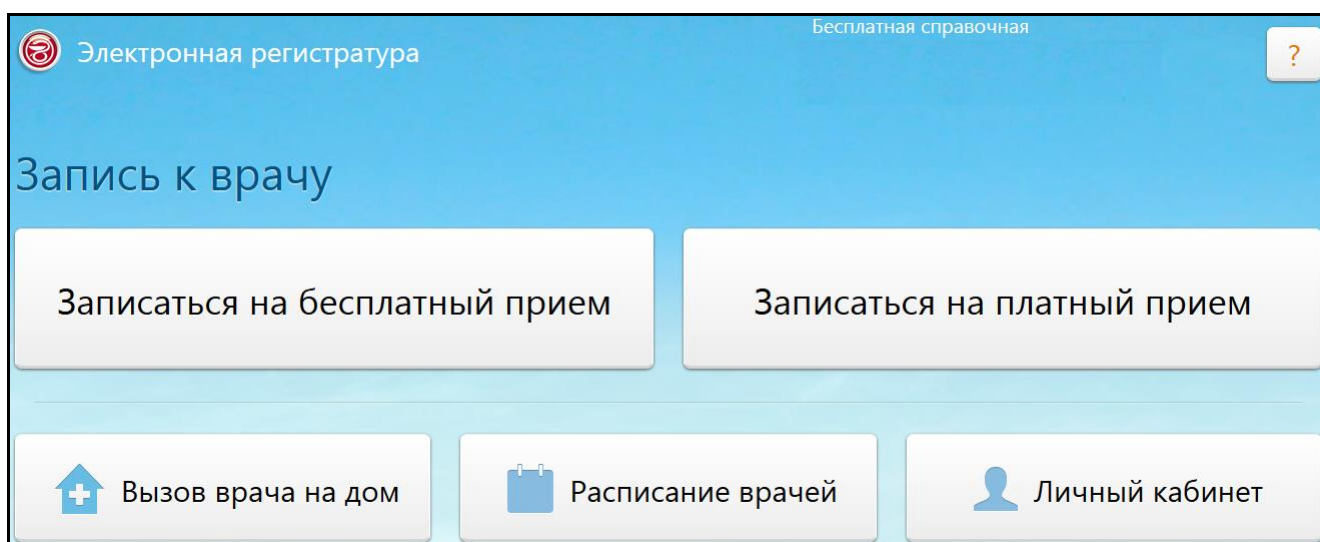 Бесплатная справочная
Электронная регистратура
?
Запись к врачу
Записаться на бесплатный прием
Записаться на платный прием
Вызов врача на дом
Расписание врачей
Личный кабинет